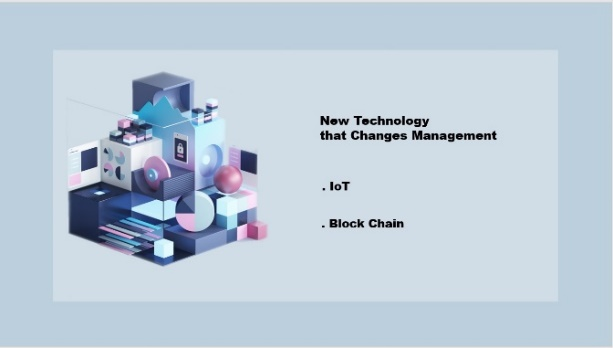 New Technology
that Changes Management
. IoT
. Block Chain